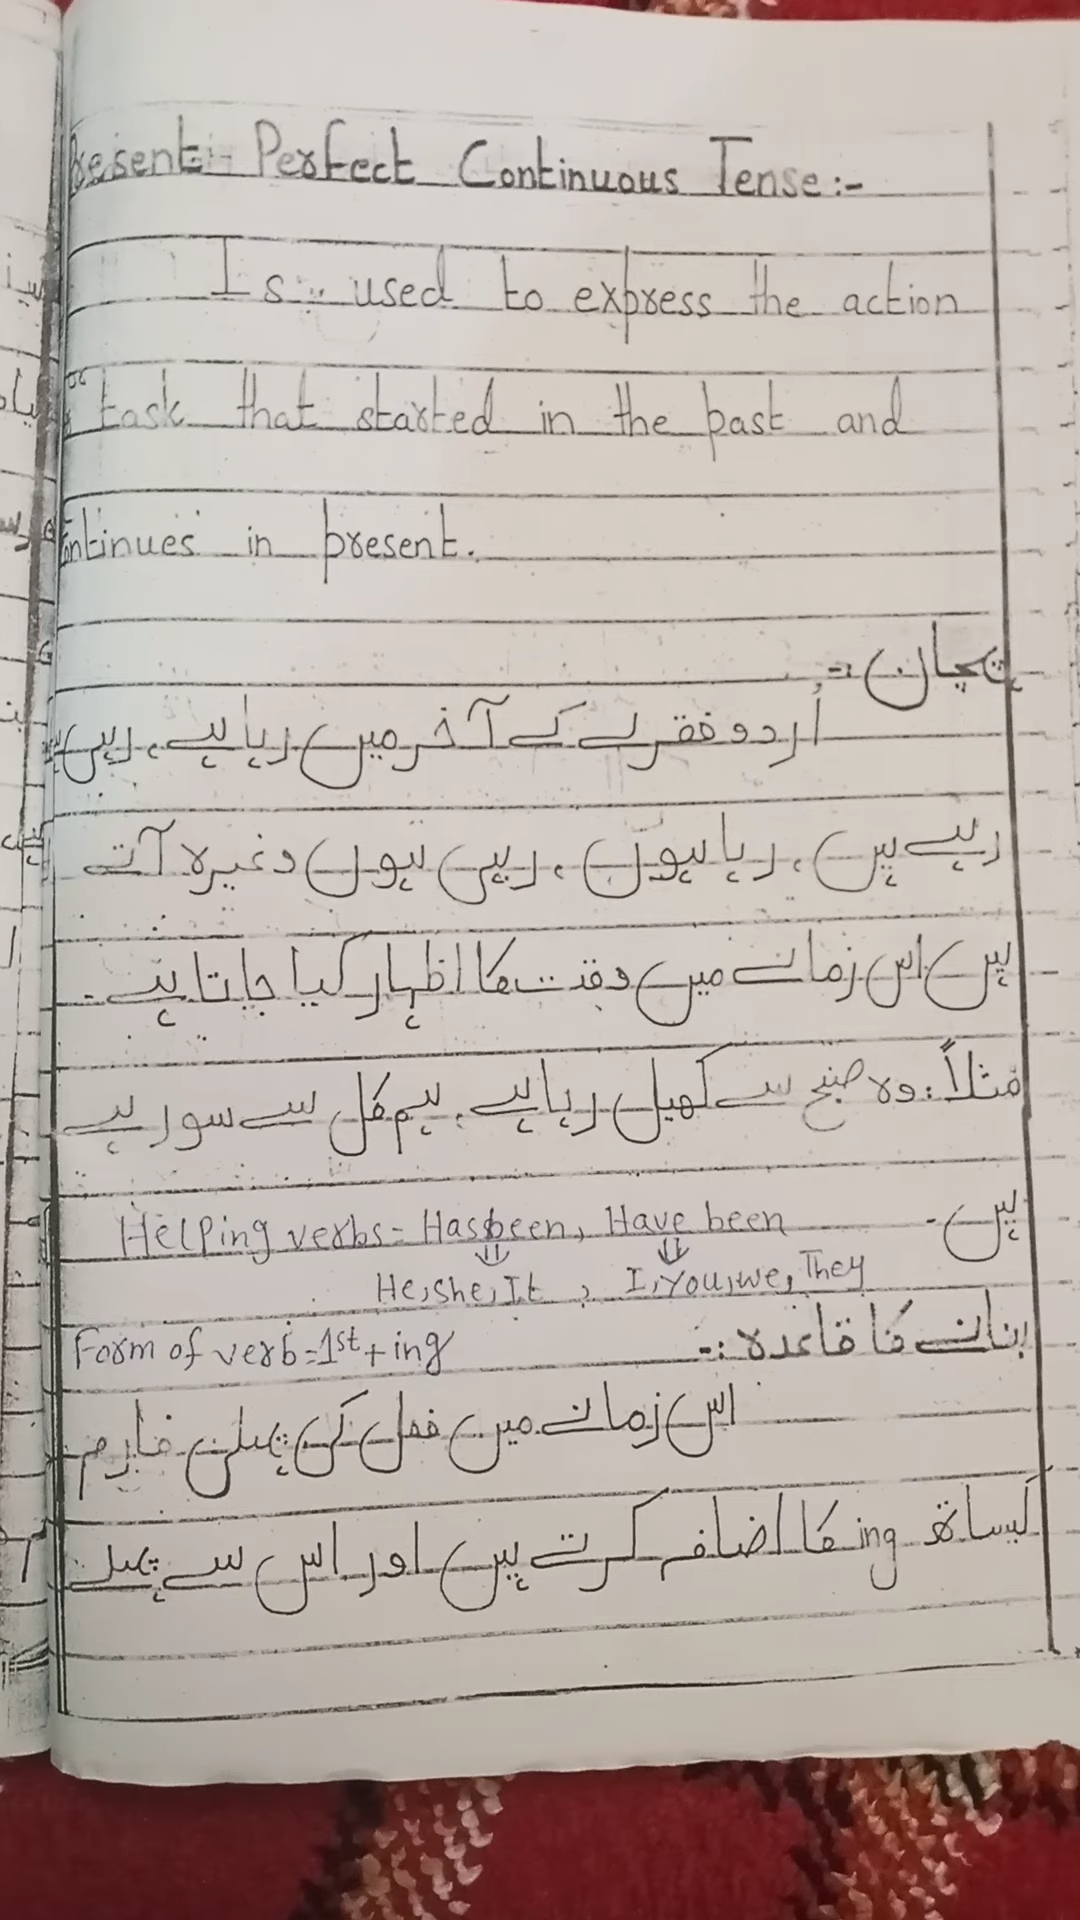 Present:- Perfect Continuous Tense:-
Is used to express the action
or task that started in the past and
continues in present.
پہچان :-
اُردو فقرے کے آخر میں رہا ہے، رہی
رہے ہیں، رہا ہوں، رہی ہوں وغیرہ آتے
ہیں اس زمانے میں وقت کا اظہار کیا جاتا ہے۔
مثلاً: وہ صبح سے کھیل رہا ہے، ہم کل سے سو رہے
ہیں۔
Helping verbs = Has been, Have been
⇓ ⇓
He, she, It , I, You, we, They
بنانے کا قاعدہ :-
Form of verb = 1st + ing
اس زمانے میں فعل کی پہلی فارم
کیساتھ ing کا اضافہ کرتے ہیں اور اس سے پہلے